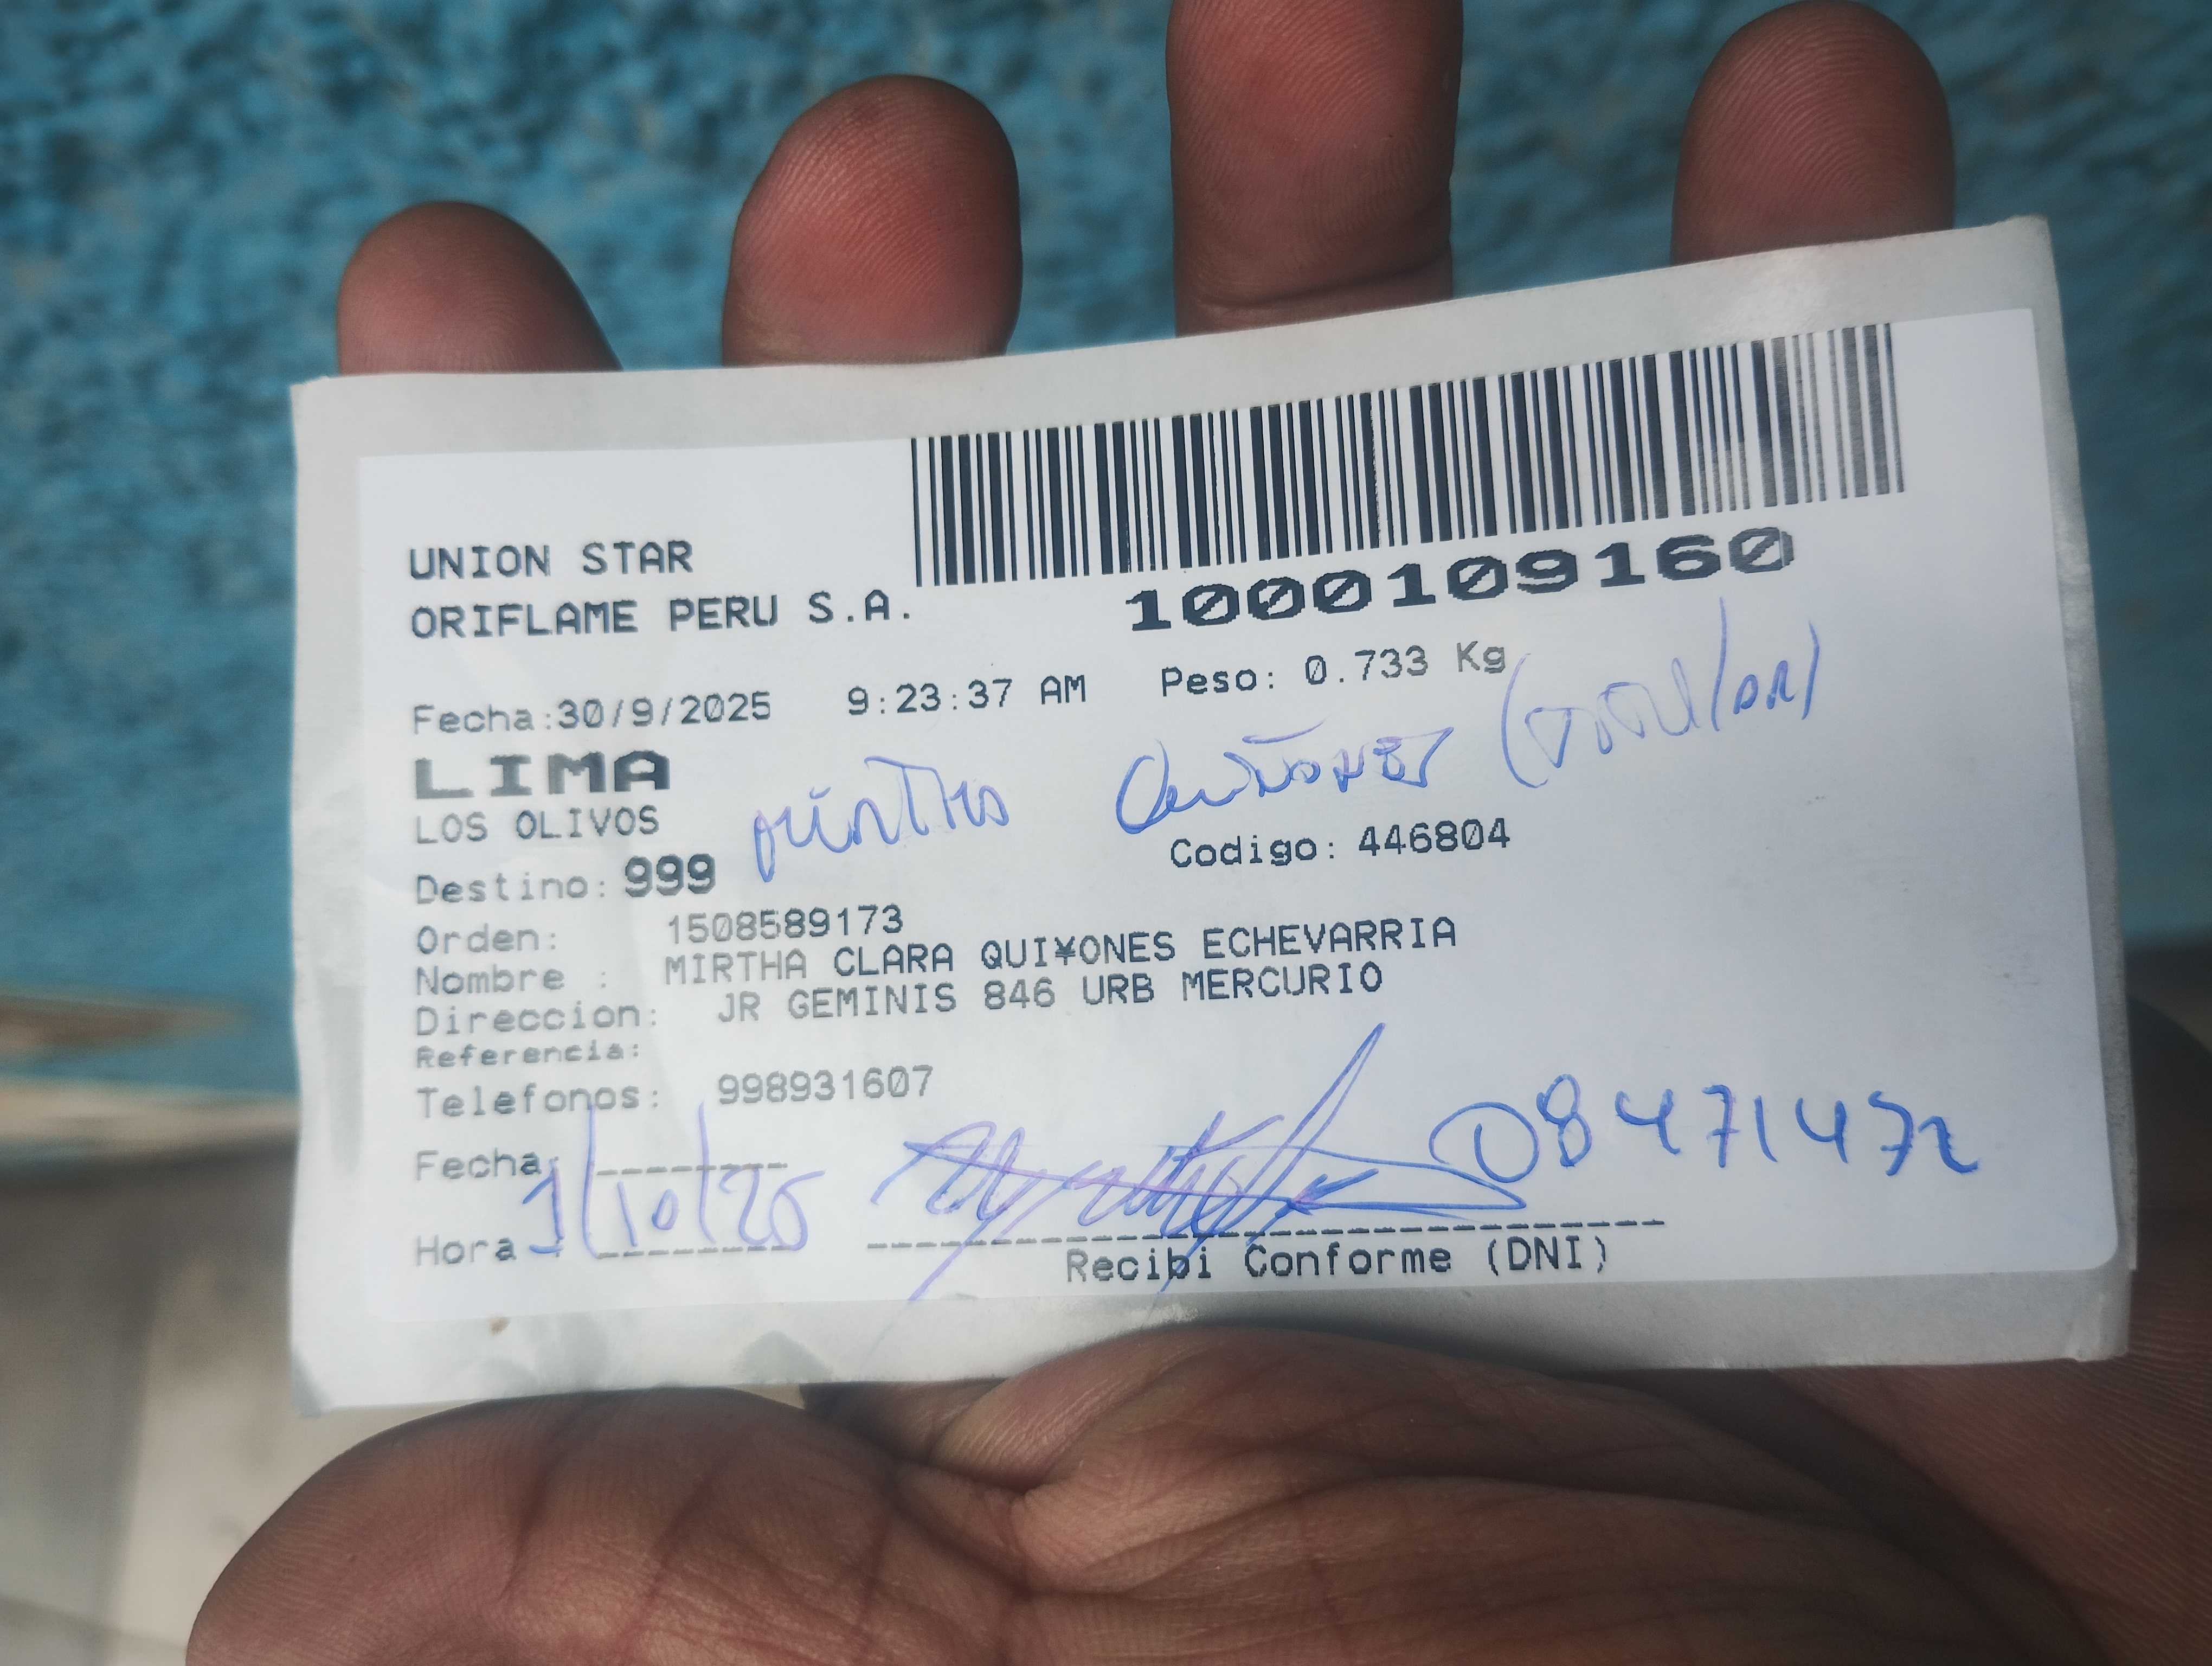 UNION STAR
ORIFLAME PERU S.A.
1000109160
Fecha:30/9/2025 9:23:37 AM Peso: 0.733 Kg
LIMA
LOS OLIVOS
Mirtha Quiñones
Destino: 999 Codigo: 446804
Orden: 1508589173
Nombre : MIRTHA CLARA QUI¥ONES ECHEVARRIA
Direccion: JR GEMINIS 846 URB MERCURIO
Referencia:
Telefonos: 998931607
Fecha:
1/10/25
08471472
Hora :
Recibi Conforme (DNI)